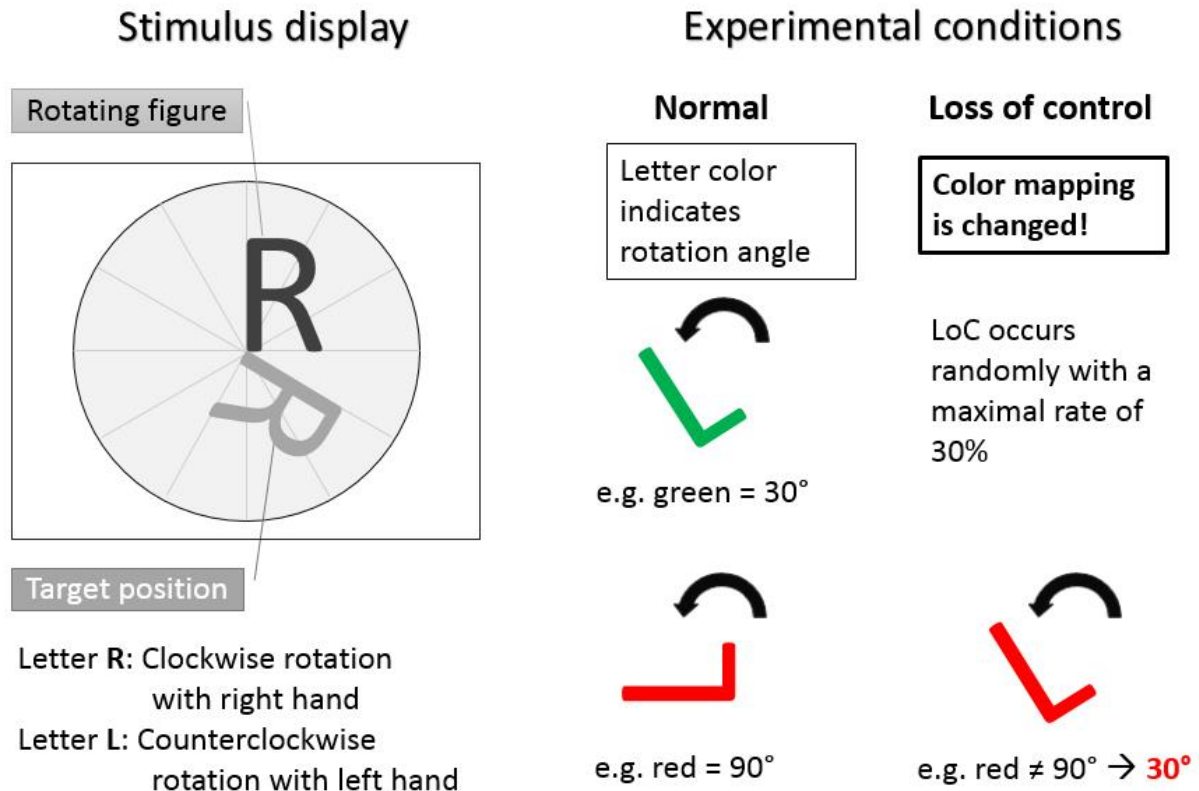 Stimulus display
Rotating figure
R
R
Target position
Letter R: Clockwise rotation
with right hand
Letter L: Counterclockwise
rotation with left hand
Experimental conditions
Normal
Letter color
indicates
rotation angle
L
e.g. green = 30°
L
e.g. red = 90°
Loss of control
Color mapping
is changed!
LoC occurs
randomly with a
maximal rate of
30%
L
e.g. red ≠ 90° → 30°